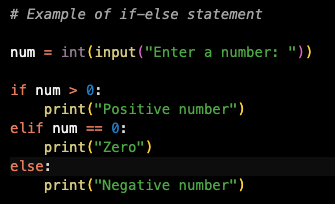 # Example of if-else statement
num = int(input("Enter a number: "))
if num > 0:
    print("Positive number")
elif num == 0:
    print("Zero")
else:
    print("Negative number")